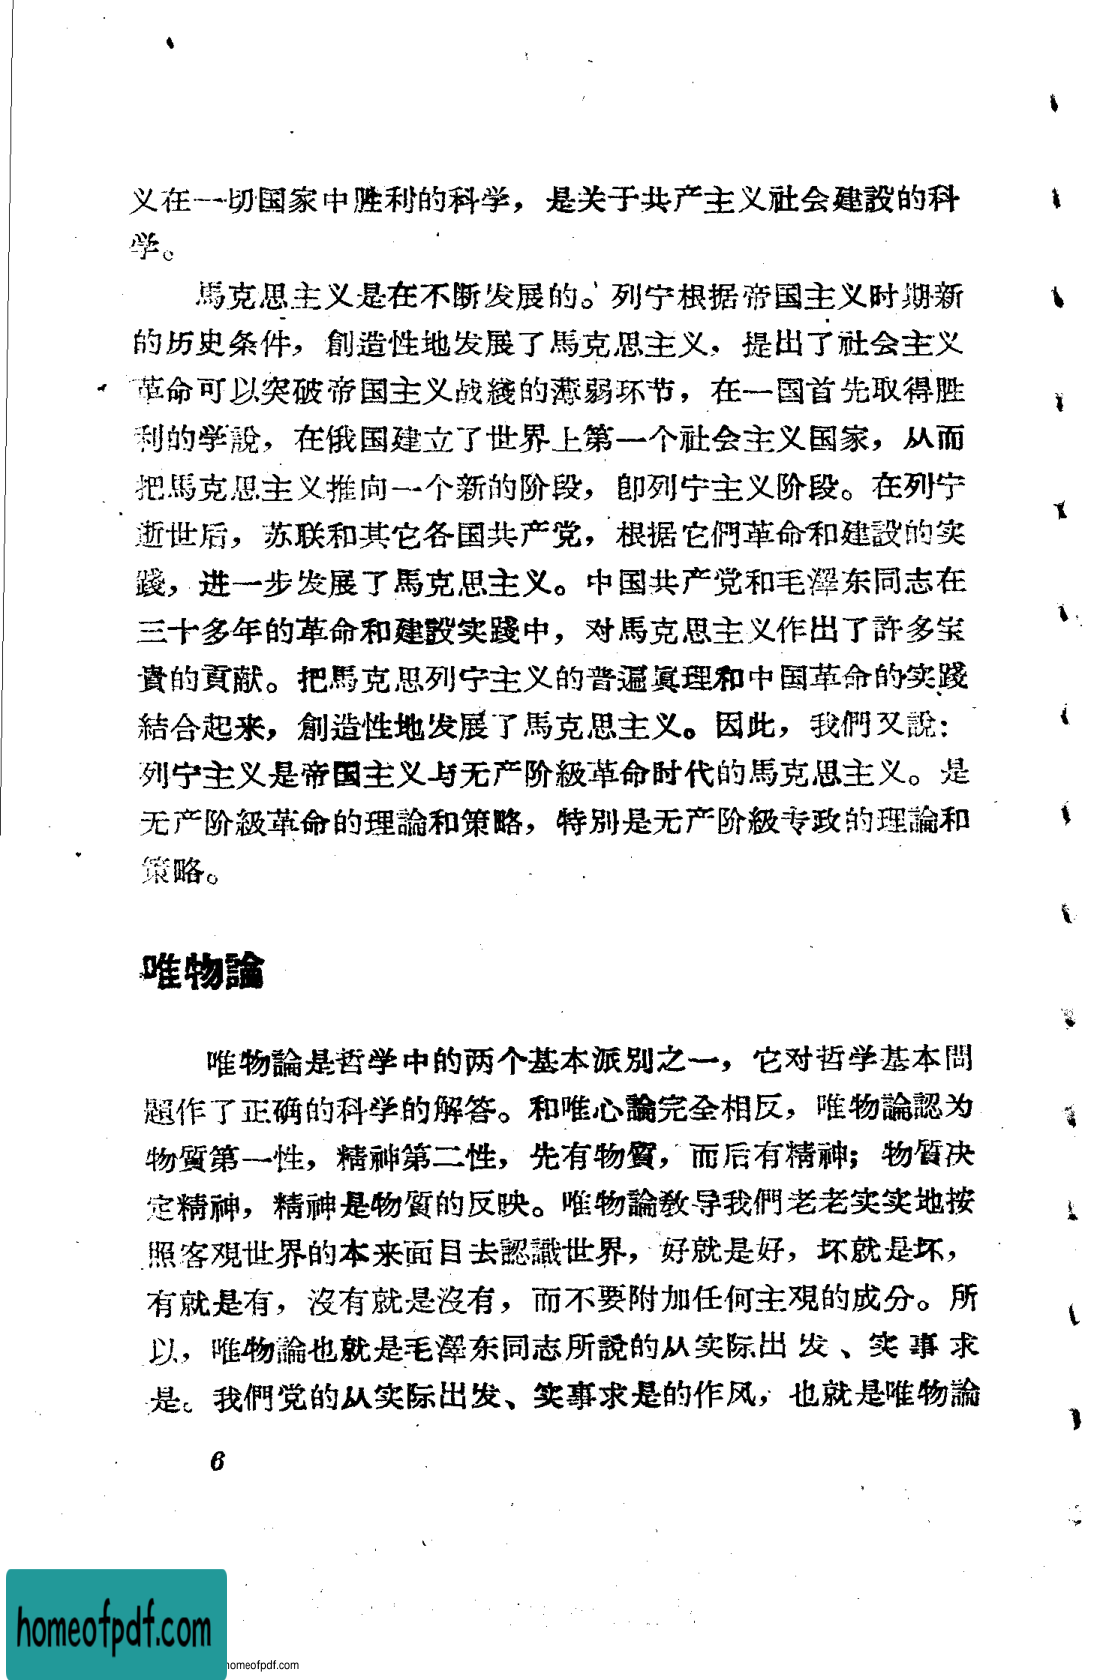 义在一切国家中胜利的科学，是关于共产主义社会建設的科
学。
馬克思主义是在不断发展的。列宁根据帝国主义时期新
的历史条件，創造性地发展了馬克思主义，提出了社会主义
革命可以突破帝国主义战綫的薄弱环节，在一国首先取得胜
利的学說，在俄国建立了世界上第一个社会主义国家，从而
把馬克思主义推向一个新的阶段，卽列宁主义阶段。在列宁
逝世后，苏联和其它各国共产党，根据它們革命和建設的实
踐，进一步发展了馬克思主义。中国共产党和毛澤东同志在
三十多年的革命和建設实踐中，对馬克思主义作出了許多宝
貴的貢献。把馬克思列宁主义的普遍眞理和中国革命的实踐
結合起来，創造性地发展了馬克思主义。因此，我們又說：
列宁主义是帝国主义与无产阶級革命时代的馬克思主义。是
无产阶級革命的理論和策略，特別是无产阶級专政的理論和
策略。
唯物論
唯物論是哲学中的两个基本派別之一，它对哲学基本問
題作了正确的科学的解答。和唯心論完全相反，唯物論認为
物質第一性，精神第二性，先有物質，而后有精神；物質决
定精神，精神是物質的反映。唯物論敎导我們老老实实地按
照客观世界的本来面目去認識世界，好就是好，坏就是坏，
有就是有，沒有就是沒有，而不要附加任何主观的成分。所
以，唯物論也就是毛澤东同志所說的从实际出发、实事求
是。我們党的从实际出发、实事求是的作风，也就是唯物論
6
homeofpdf.com
homeofpdf.com